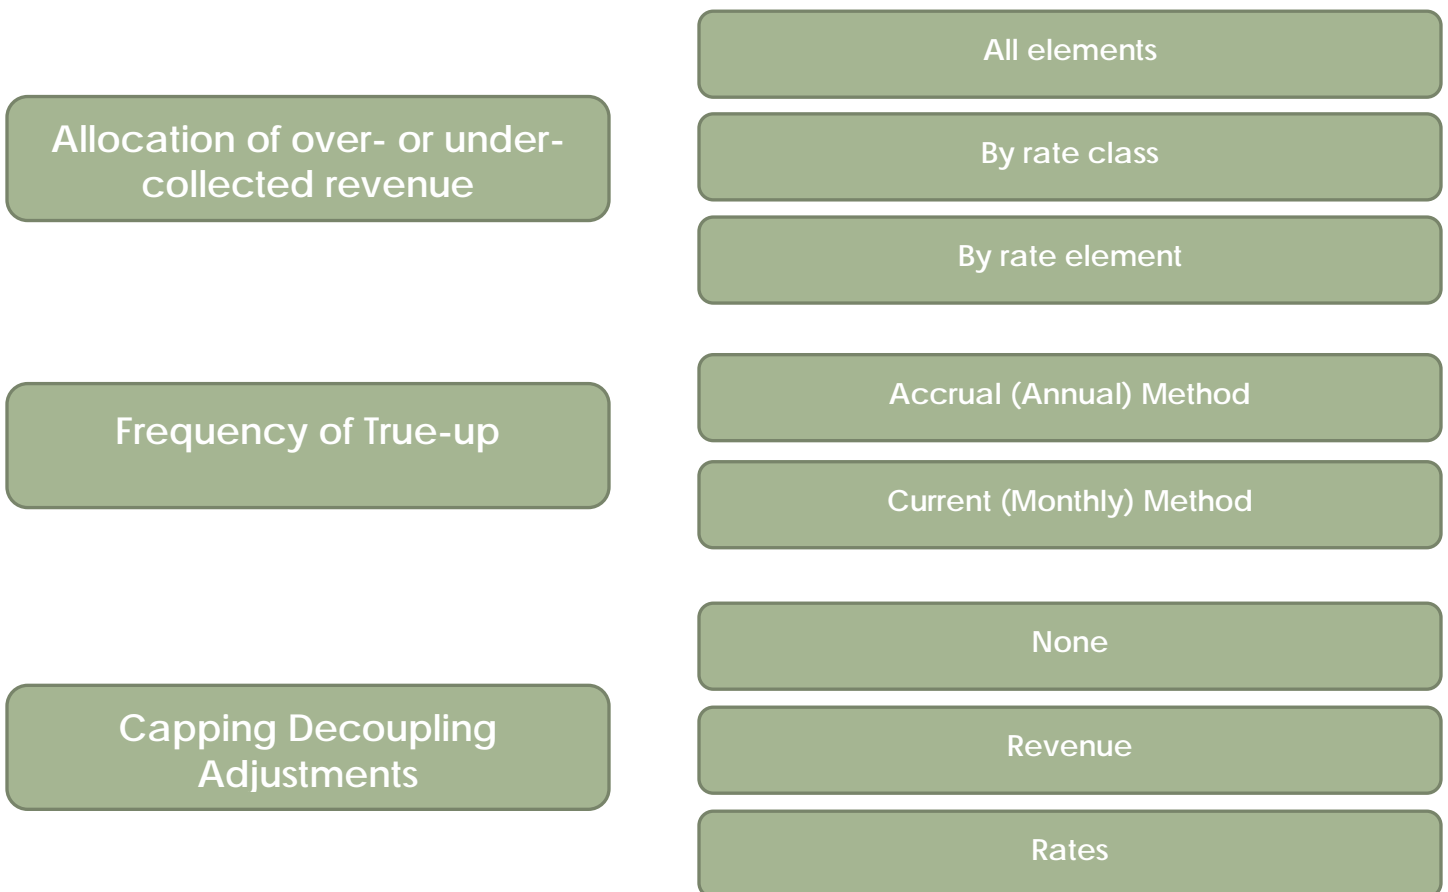 Allocation of over- or under-
collected revenue
All elements
By rate class
By rate element
Frequency of True-up
Accrual (Annual) Method
Current (Monthly) Method
Capping Decoupling
Adjustments
None
Revenue
Rates